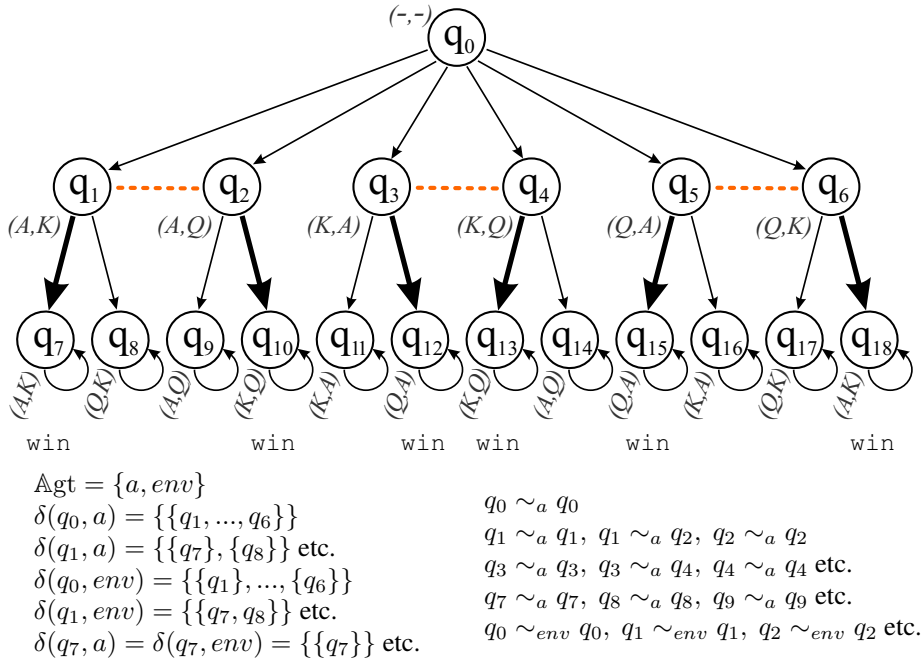 (-,-)
q₀
q₁ q₂ q₃ q₄ q₅ q₆
(A,K) (A,Q) (K,A) (K,Q) (Q,A) (Q,K)
q₇ q₈ q₉ q₁₀ q₁₁ q₁₂ q₁₃ q₁₄ q₁₅ q₁₆ q₁₇ q₁₈
(A,K) (Q,K) (A,Q) (K,Q) (K,A) (Q,A) (K,Q) (A,Q) (Q,A) (K,A) (Q,K) (A,K)
win win win win win win
𝔸gt = {a, env}
δ(q₀, a) = {{q₁, ..., q₆}}
δ(q₁, a) = {{q₇}, {q₈}} etc.
δ(q₀, env) = {{q₁}, ..., {q₆}}
δ(q₁, env) = {{q₇, q₈}} etc.
δ(q₇, a) = δ(q₇, env) = {{q₇}} etc.
q₀ ∼ₐ q₀
q₁ ∼ₐ q₁, q₁ ∼ₐ q₂, q₂ ∼ₐ q₂
q₃ ∼ₐ q₃, q₃ ∼ₐ q₄, q₄ ∼ₐ q₄ etc.
q₇ ∼ₐ q₇, q₈ ∼ₐ q₈, q₉ ∼ₐ q₉ etc.
q₀ ∼env q₀, q₁ ∼env q₁, q₂ ∼env q₂ etc.